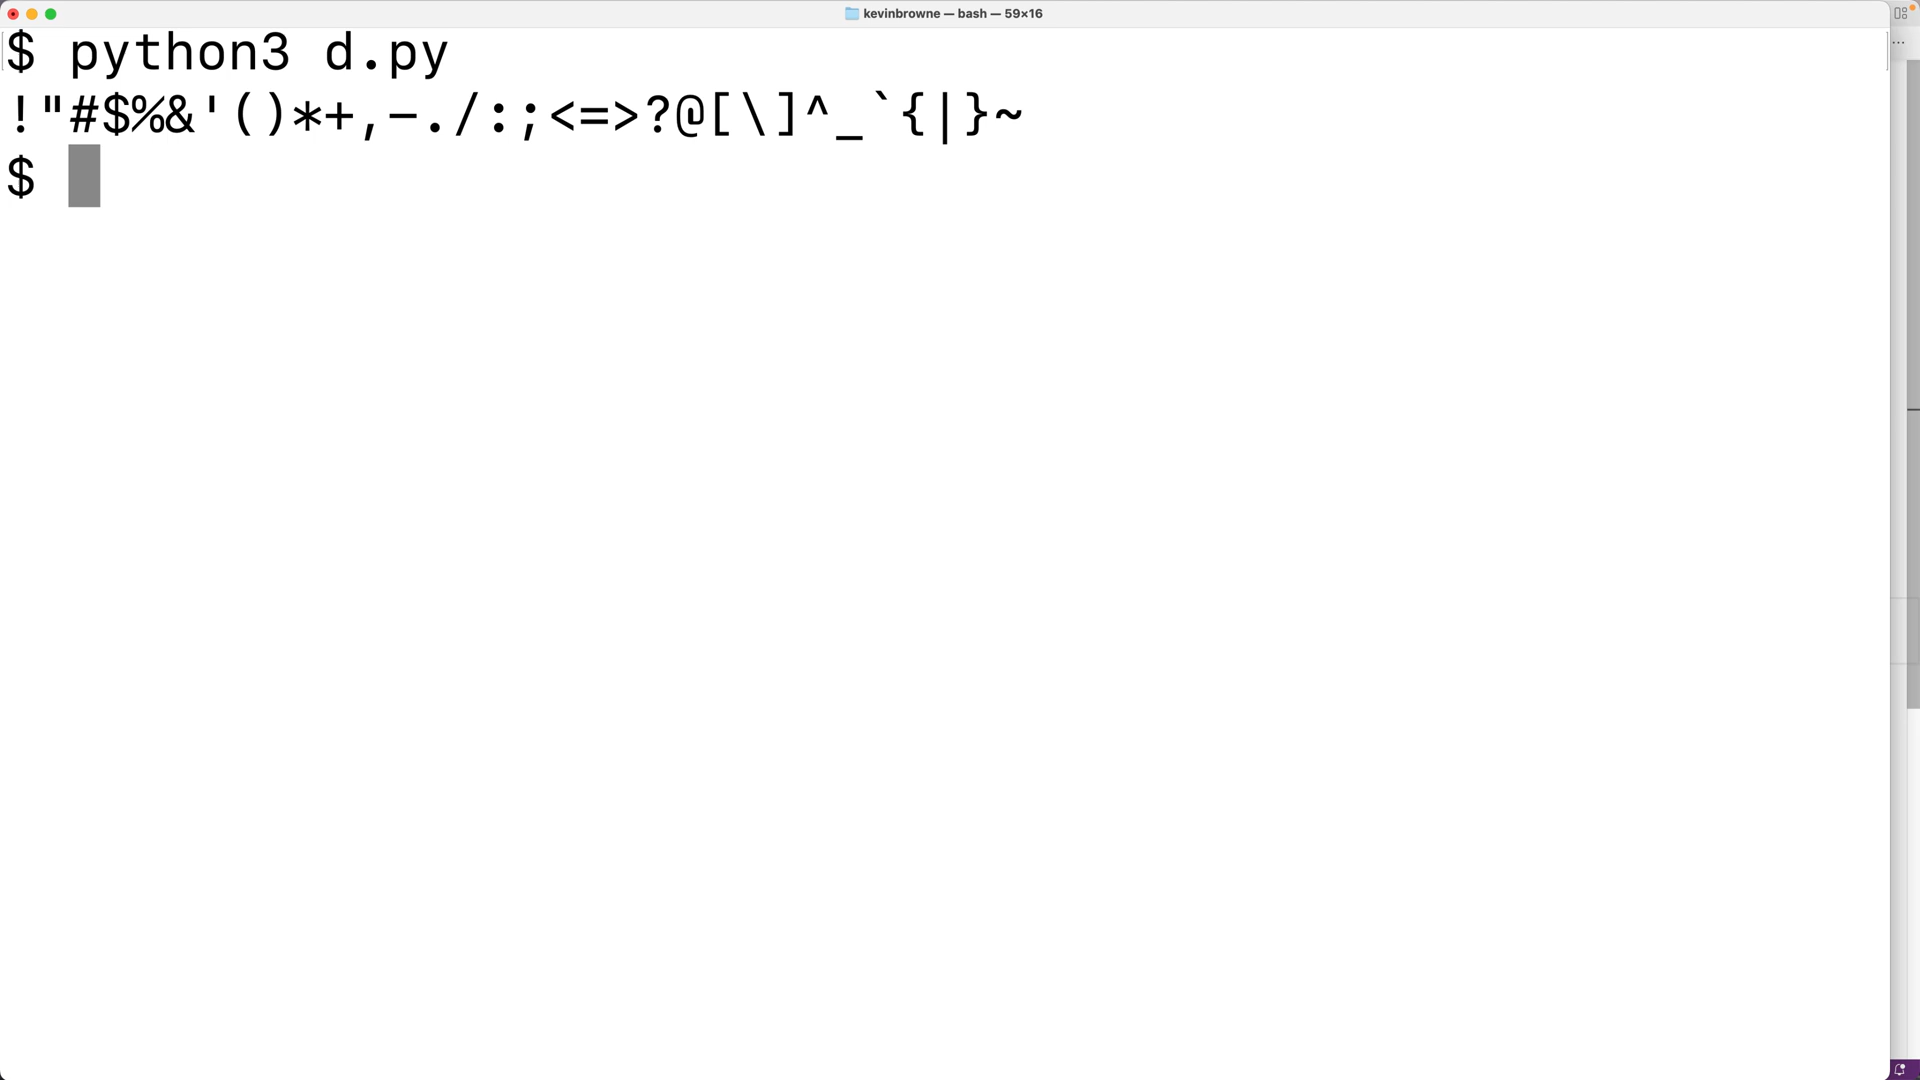 kevinbrowne — bash — 59×16
$ python3 d.py
!"#$%&'()*+,-./:;<=>?@[\]^_`{|}~
$